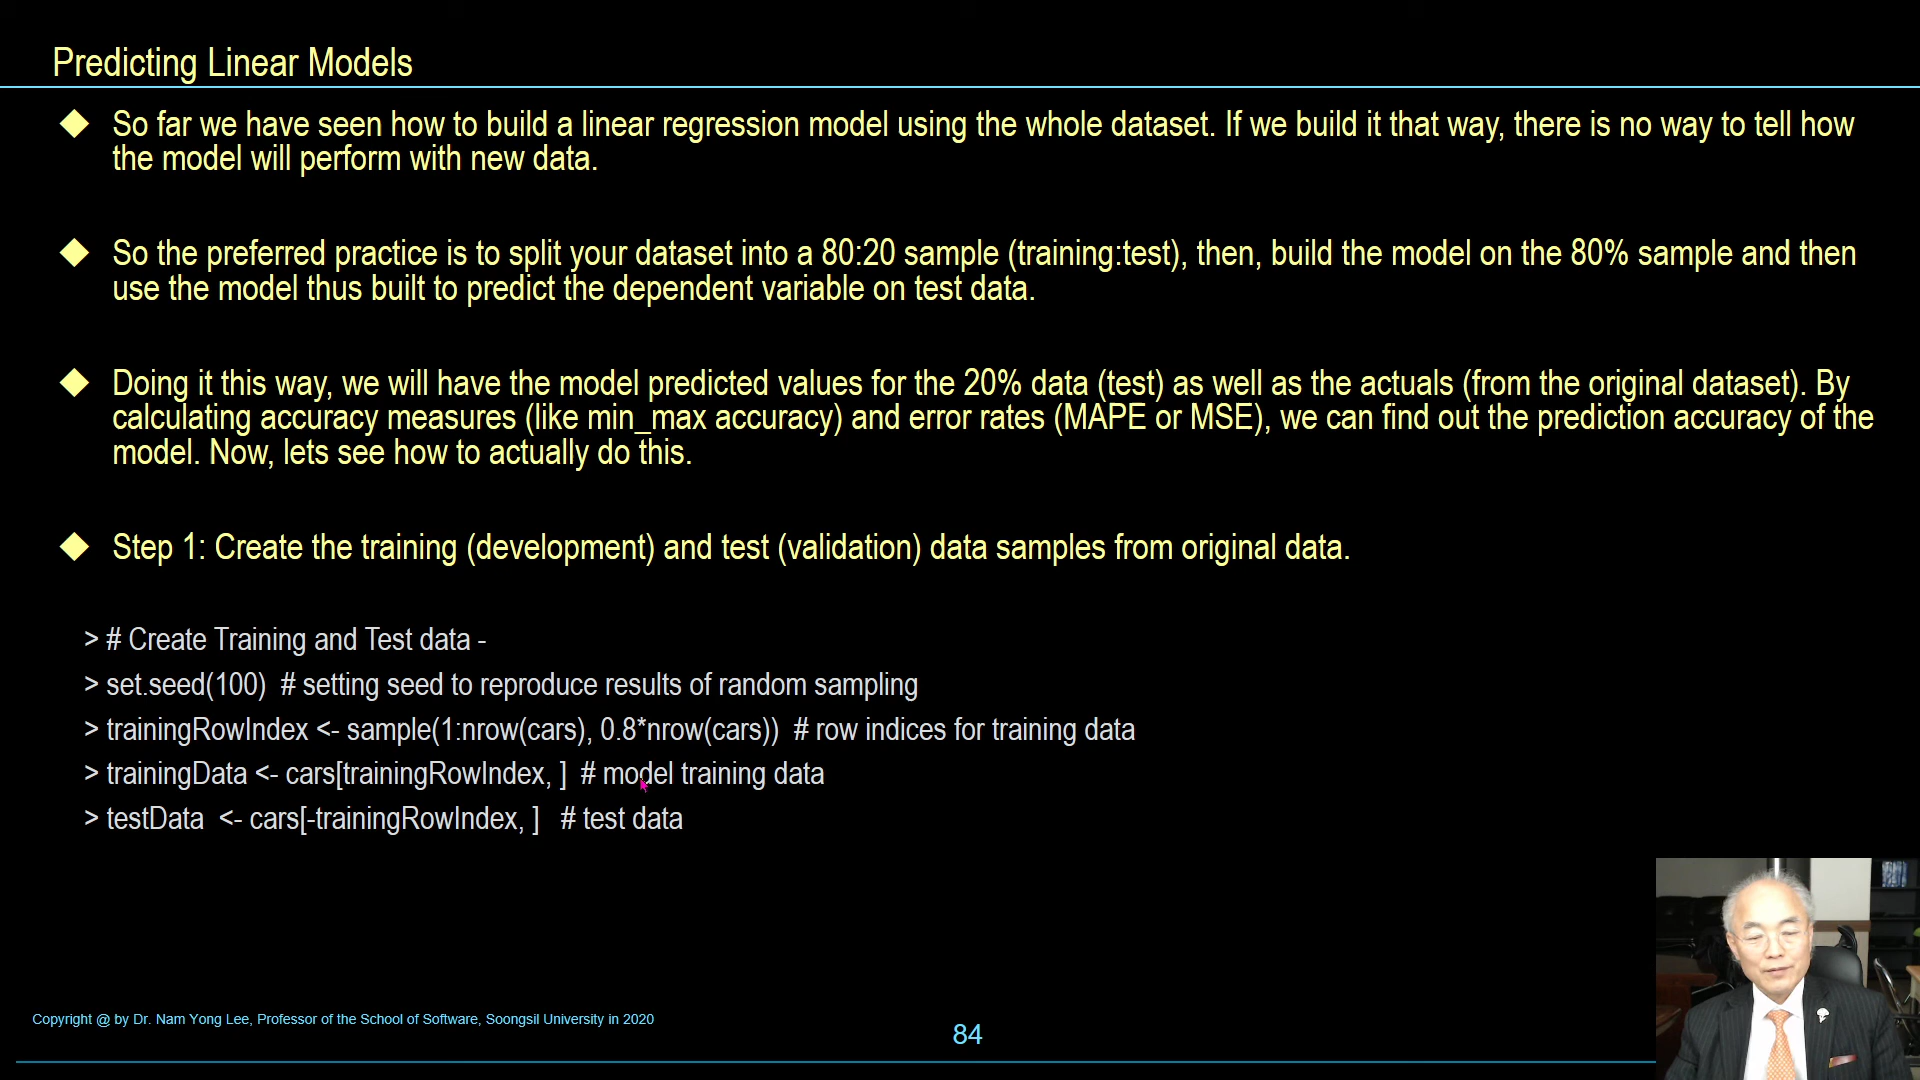 Predicting Linear Models
So far we have seen how to build a linear regression model using the whole dataset. If we build it that way, there is no way to tell how
the model will perform with new data.
So the preferred practice is to split your dataset into a 80:20 sample (training:test), then, build the model on the 80% sample and then
use the model thus built to predict the dependent variable on test data.
Doing it this way, we will have the model predicted values for the 20% data (test) as well as the actuals (from the original dataset). By
calculating accuracy measures (like min_max accuracy) and error rates (MAPE or MSE), we can find out the prediction accuracy of the
model. Now, lets see how to actually do this.
Step 1: Create the training (development) and test (validation) data samples from original data.
> # Create Training and Test data -
> set.seed(100)  # setting seed to reproduce results of random sampling
> trainingRowIndex <- sample(1:nrow(cars), 0.8*nrow(cars))  # row indices for training data
> trainingData <- cars[trainingRowIndex, ]  # model training data
> testData  <- cars[-trainingRowIndex, ]   # test data
Copyright @ by Dr. Nam Yong Lee, Professor of the School of Software, Soongsil University in 2020
84